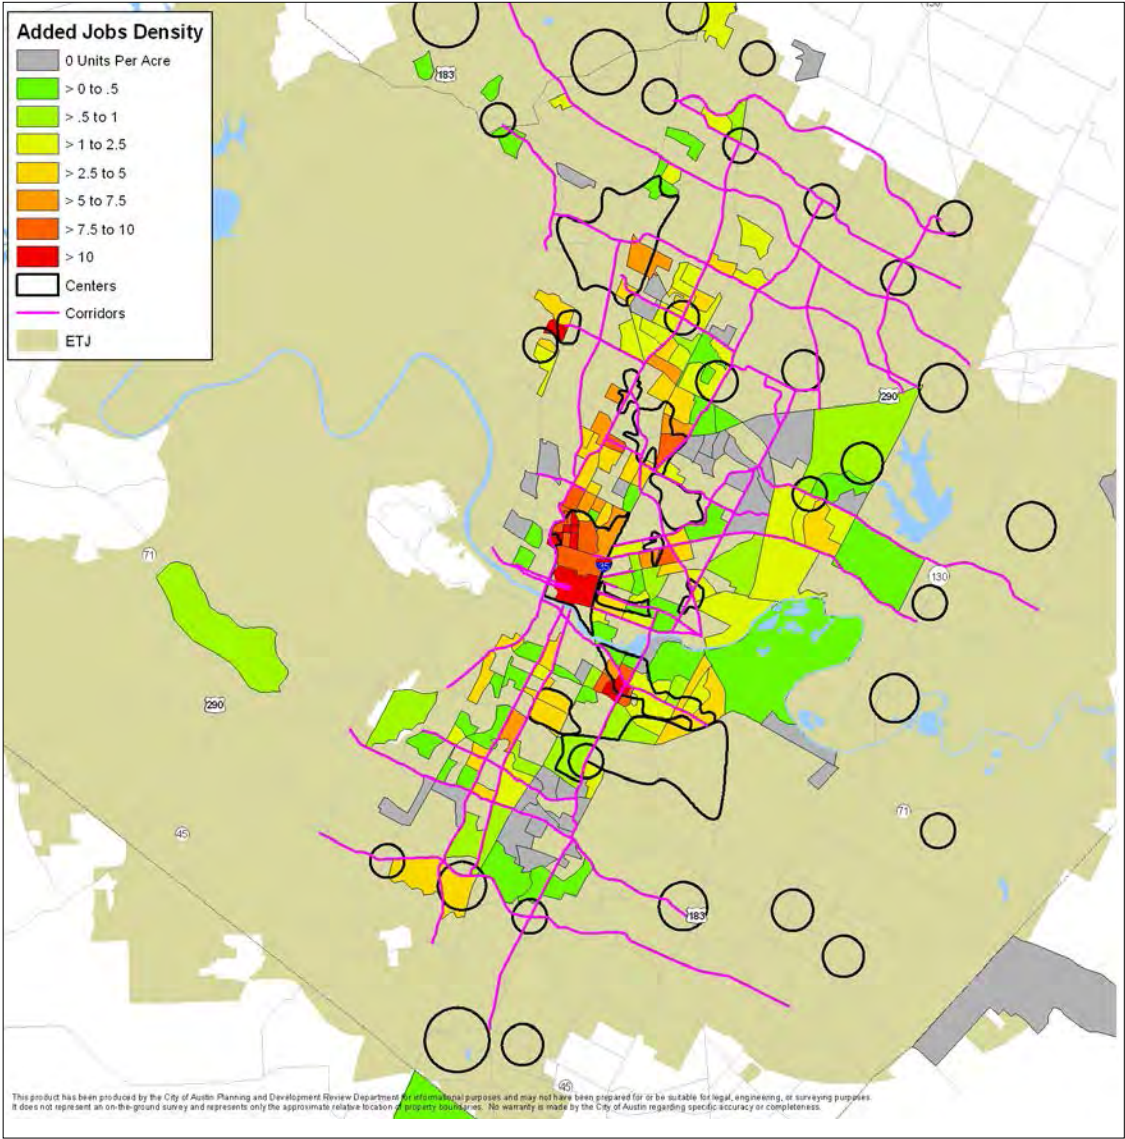 Added Jobs Density
0 Units Per Acre
> 0 to .5
> .5 to 1
> 1 to 2.5
> 2.5 to 5
> 5 to 7.5
> 7.5 to 10
> 10
Centers
Corridors
ETJ
130
183
290
71
35
130
290
71
45
183
45
This product has been produced by the City of Austin Planning and Development Review Department for informational purposes and may not have been prepared for or be suitable for legal, engineering, or surveying purposes.
It does not represent an on-the-ground survey and represents only the approximate relative location of property boundaries. No warranty is made by the City of Austin regarding specific accuracy or completeness.